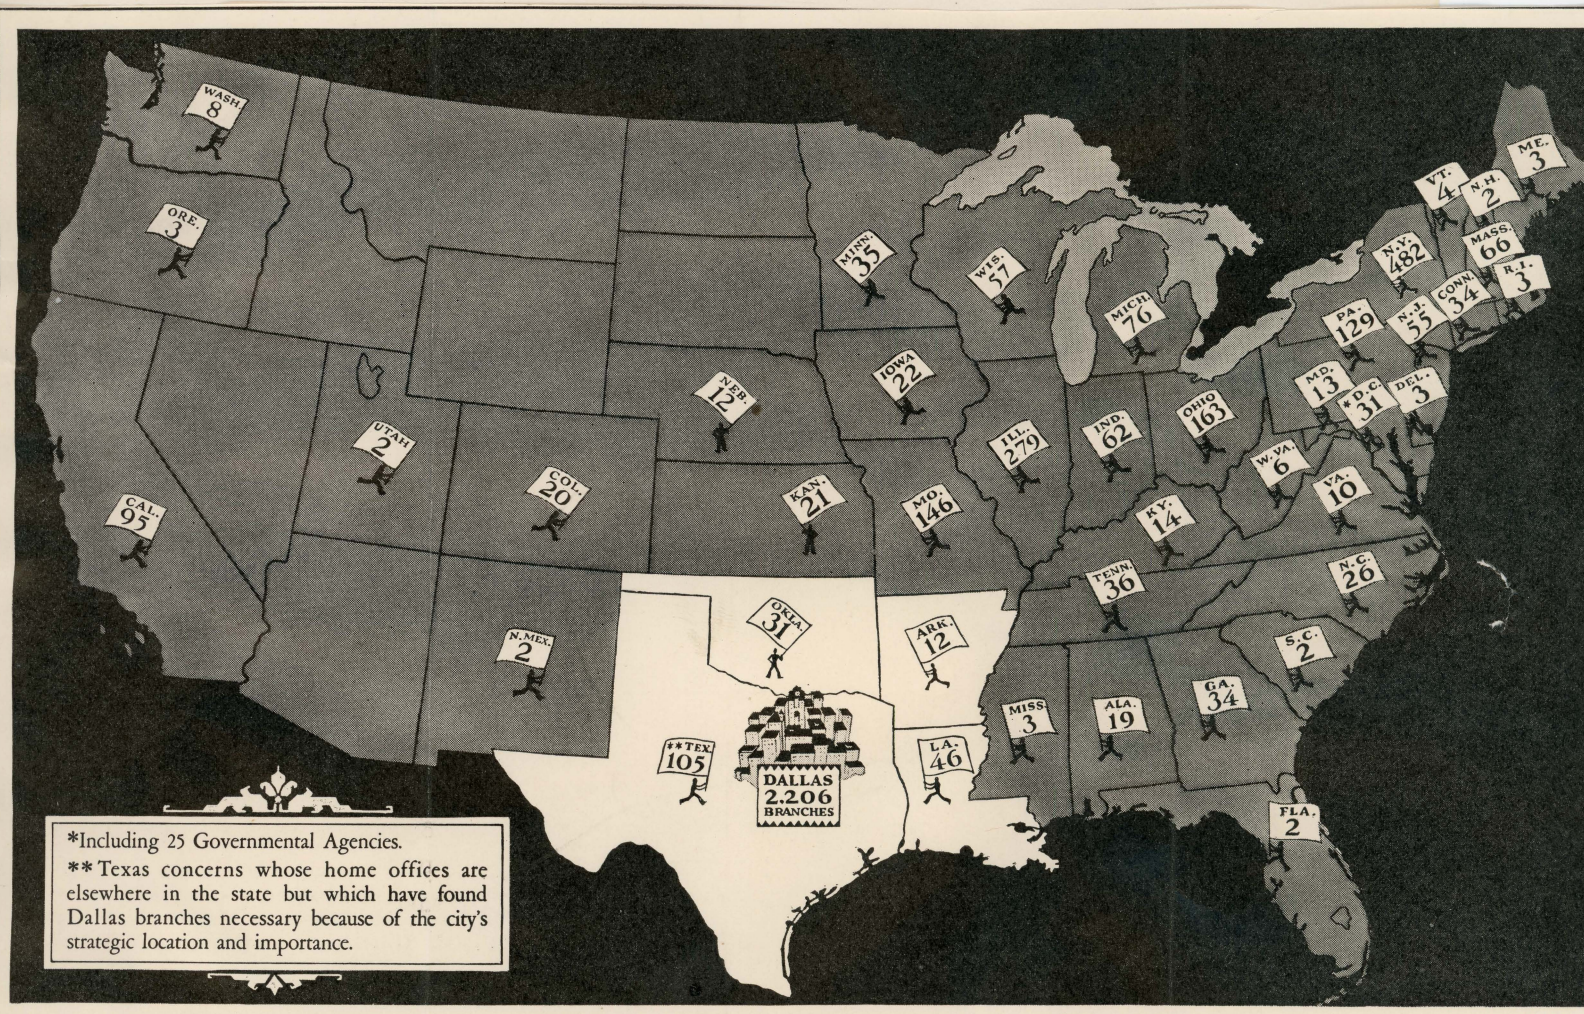 WASH.
8
ORE.
3
CAL.
95
UTAH
2
COL.
20
N. MEX.
2
NEB.
12
KAN.
21
OKLA.
31
**TEX.
105
DALLAS
2.206
BRANCHES
MINN.
35
IOWA
22
MO.
146
ARK.
12
LA.
46
WIS.
57
ILL.
279
MICH.
76
IND.
62
OHIO
163
KY.
14
TENN.
36
MISS.
3
ALA.
19
GA.
34
FLA.
2
S.C.
2
N.C.
26
VA.
10
W. VA.
6
MD.
13
*D.C.
31
DEL.
3
PA.
129
N.J.
55
N.Y.
482
CONN.
34
R.I.
3
MASS.
66
VT.
4
N.H.
2
ME.
3
*Including 25 Governmental Agencies.
** Texas concerns whose home offices are
elsewhere in the state but which have found
Dallas branches necessary because of the city's
strategic location and importance.